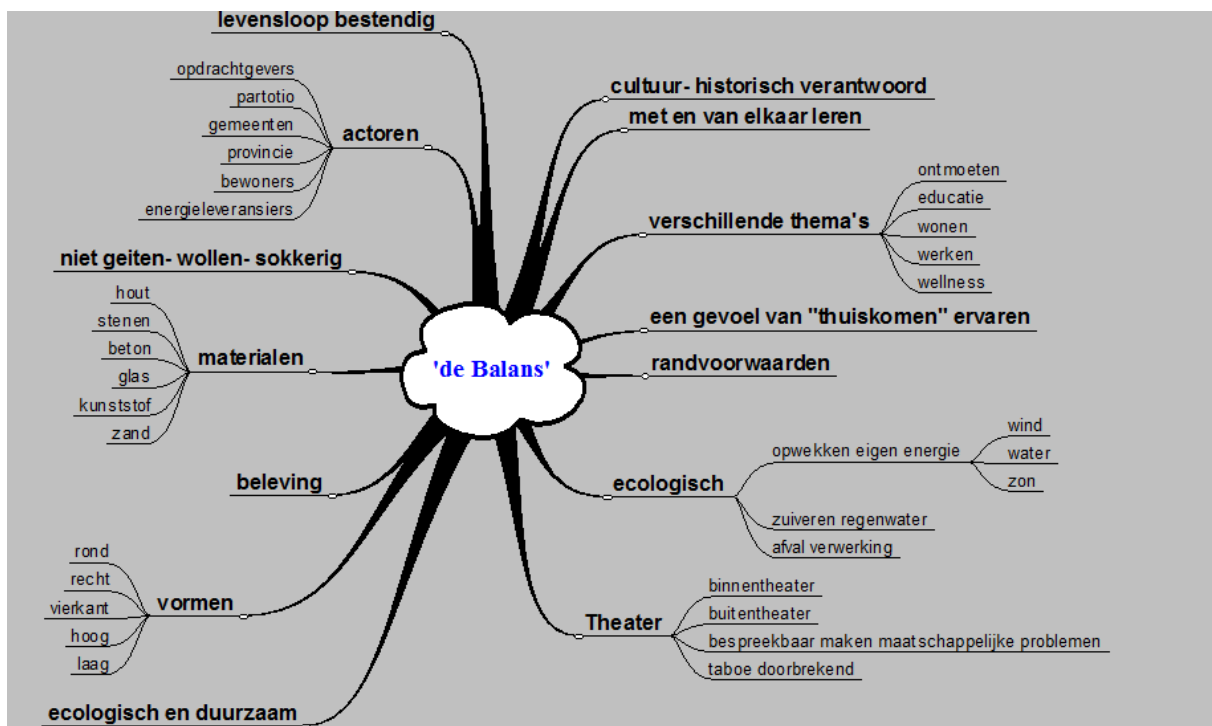 levensloop bestendig
opdrachtgevers
partotio
gemeenten
provincie
bewoners
energieleveransiers
actoren
niet geiten- wollen- sokkerig
hout
stenen
beton
glas
kunststof
zand
materialen
beleving
rond
recht
vierkant
hoog
laag
vormen
ecologisch en duurzaam
'de Balans'
cultuur- historisch verantwoord
met en van elkaar leren
verschillende thema's
ontmoeten
educatie
wonen
werken
wellness
een gevoel van "thuiskomen" ervaren
randvoorwaarden
ecologisch
opwekken eigen energie
wind
water
zon
zuiveren regenwater
afval verwerking
Theater
binnentheater
buitentheater
bespreekbaar maken maatschappelijke problemen
taboe doorbrekend